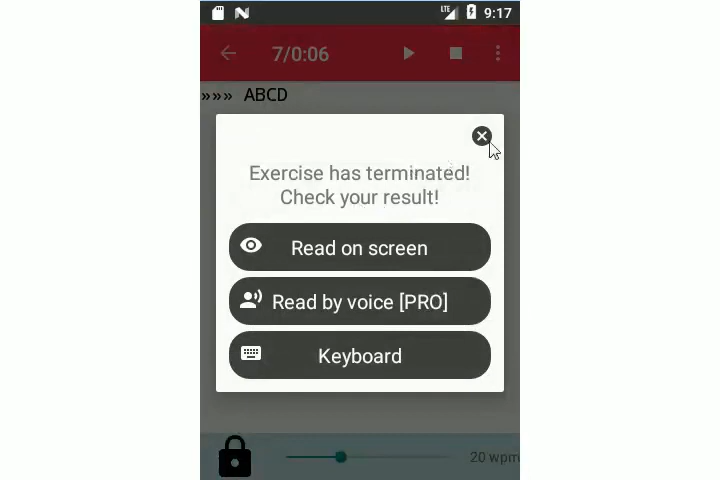 LTE 9:17
7/0:06
»»» ABCD
Exercise has terminated!
Check your result!
Read on screen
Read by voice [PRO]
Keyboard
20 wpm